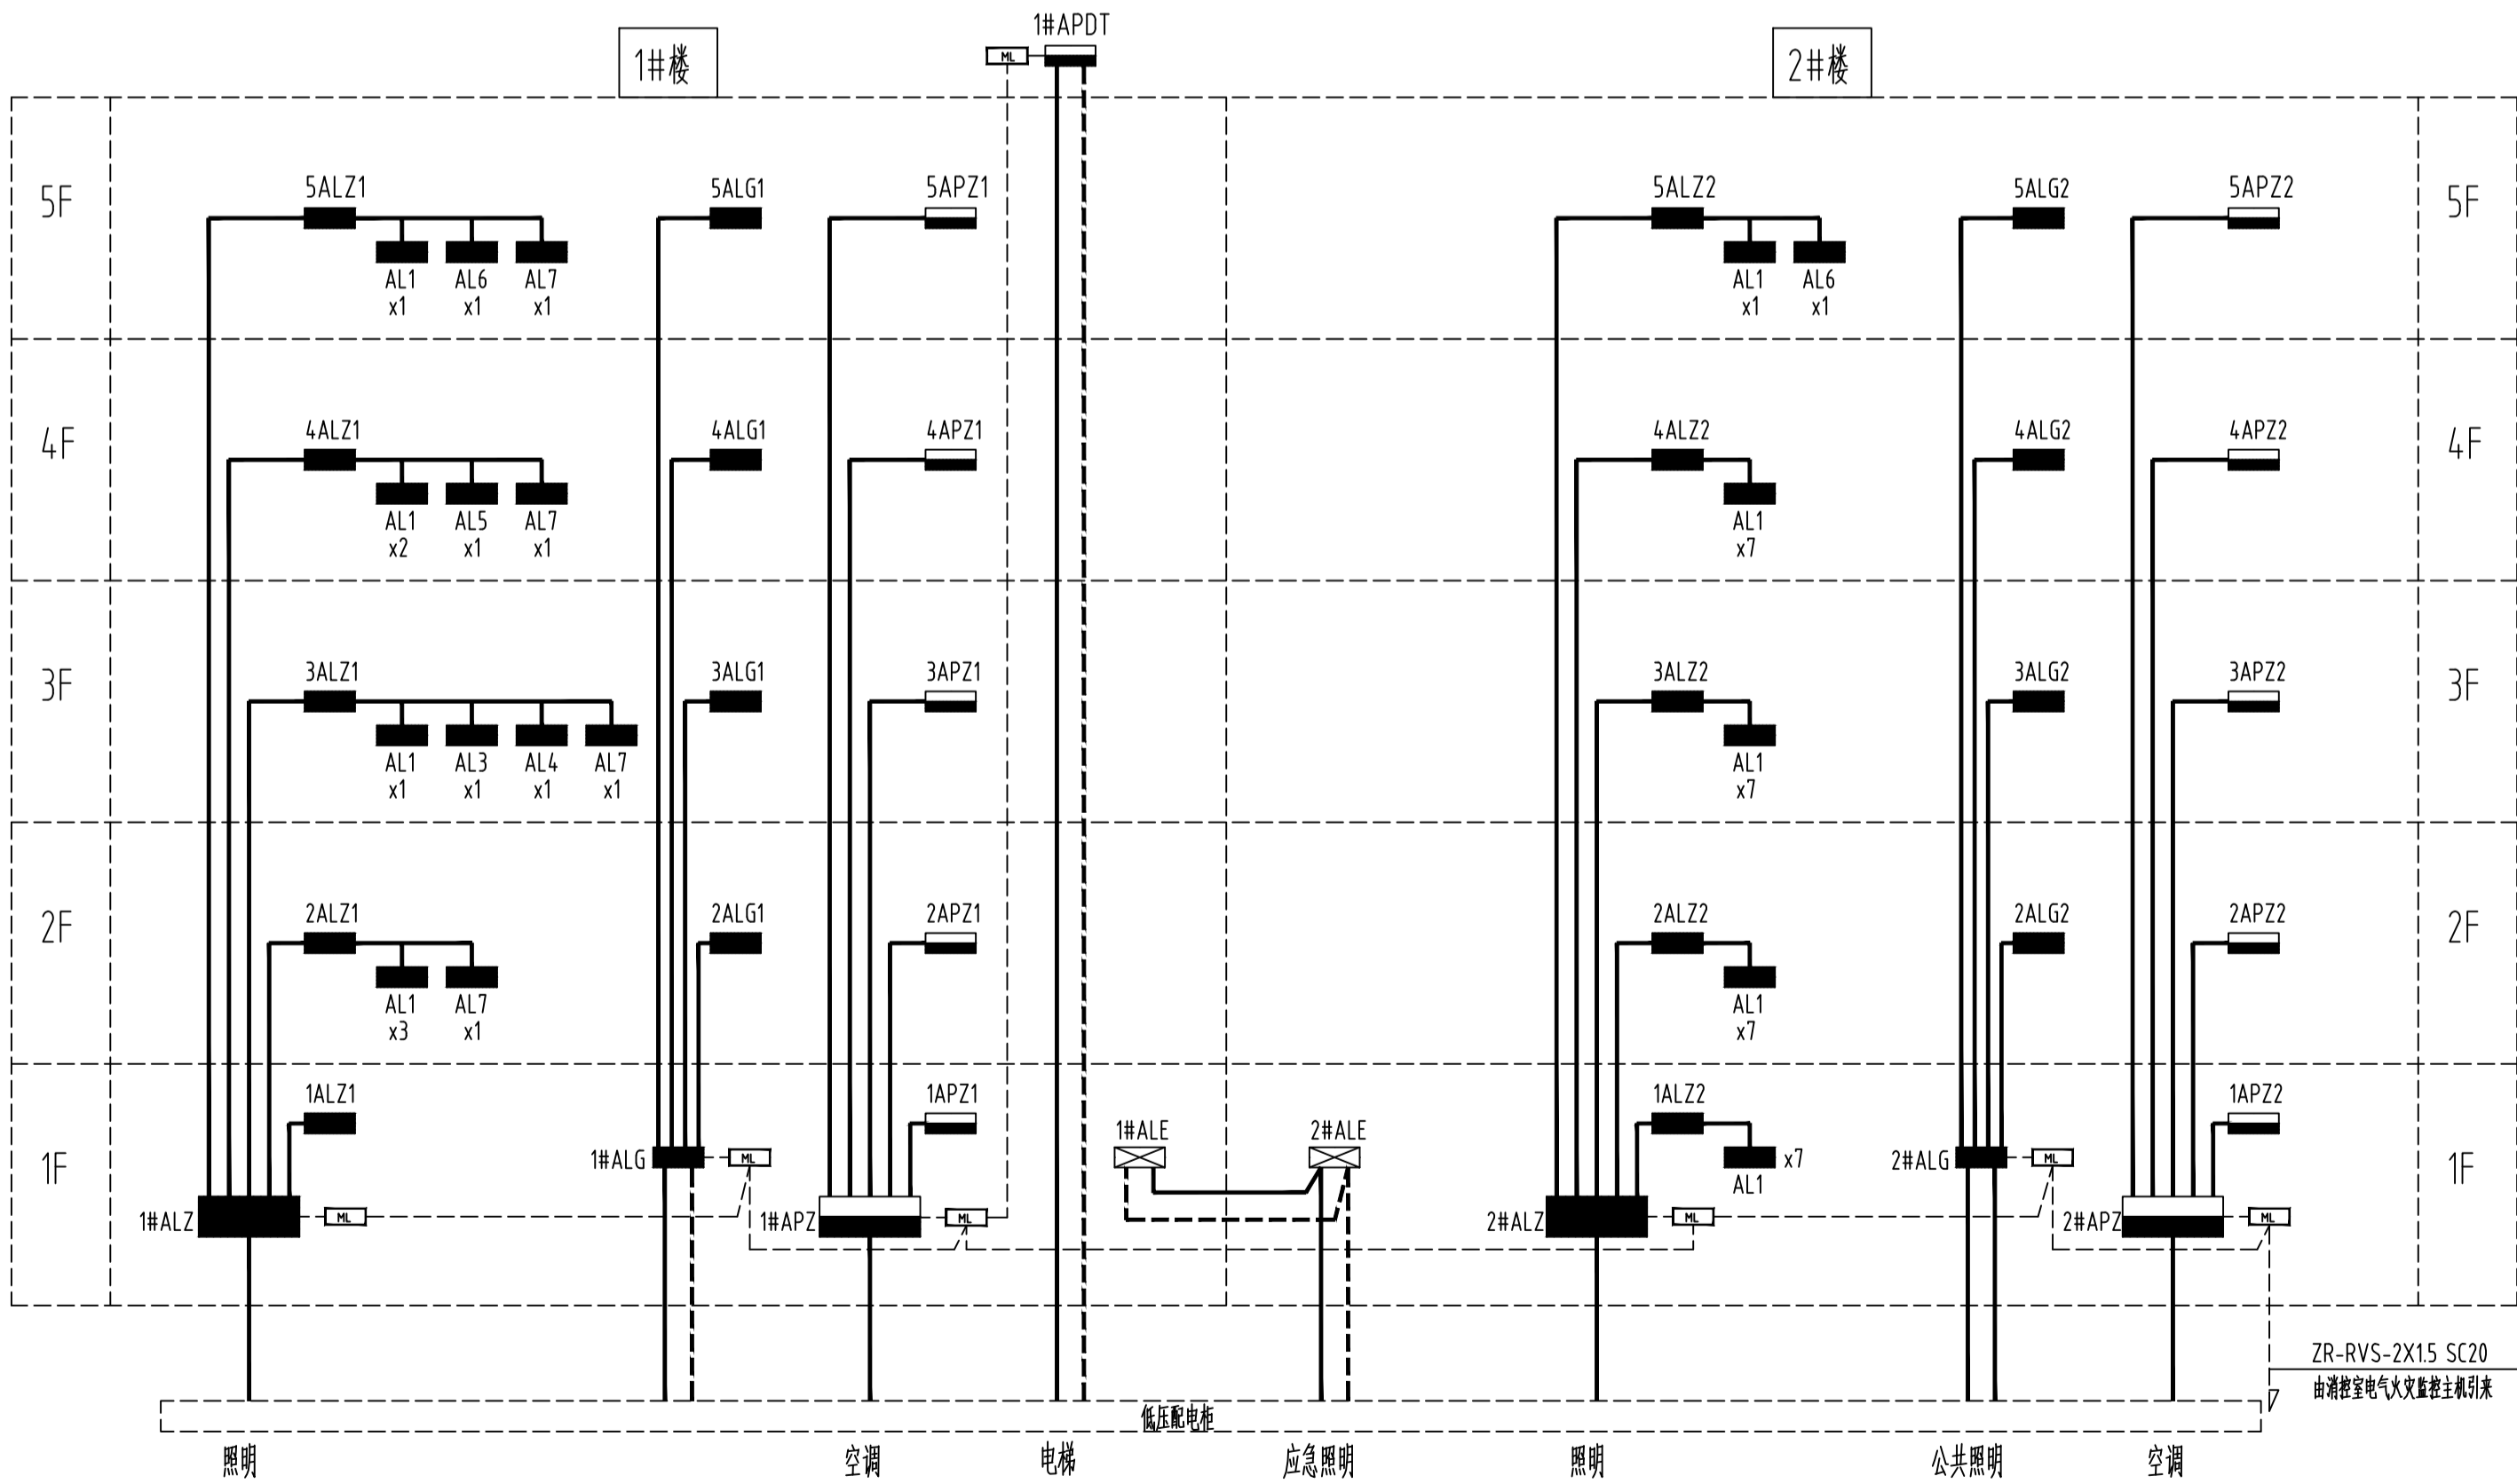 1#APDT
ML
1#楼
2#楼
5F
5ALZ1
5ALG1
5APZ1
5ALZ2
5ALG2
5APZ2
5F
AL1
x1
AL6
x1
AL7
x1
AL1
x1
AL6
x1
4F
4ALZ1
4ALG1
4APZ1
4ALZ2
4ALG2
4APZ2
4F
AL1
x2
AL5
x1
AL7
x1
AL1
x7
3F
3ALZ1
3ALG1
3APZ1
3ALZ2
3ALG2
3APZ2
3F
AL1
x1
AL3
x1
AL4
x1
AL7
x1
AL1
x7
2F
2ALZ1
2ALG1
2APZ1
2ALZ2
2ALG2
2APZ2
2F
AL1
x3
AL7
x1
AL1
x7
1F
1ALZ1
1APZ1
1ALZ2
1APZ2
1F
1#ALG
ML
1#ALE
2#ALE
AL1
x7
2#ALG
ML
1#ALZ
ML
1#APZ
ML
2#ALZ
ML
2#APZ
ML
ZR-RVS-2X1.5 SC20
由消控室电气火灾监控主机引来
低压配电柜
照明
空调
电梯
应急照明
照明
公共照明
空调